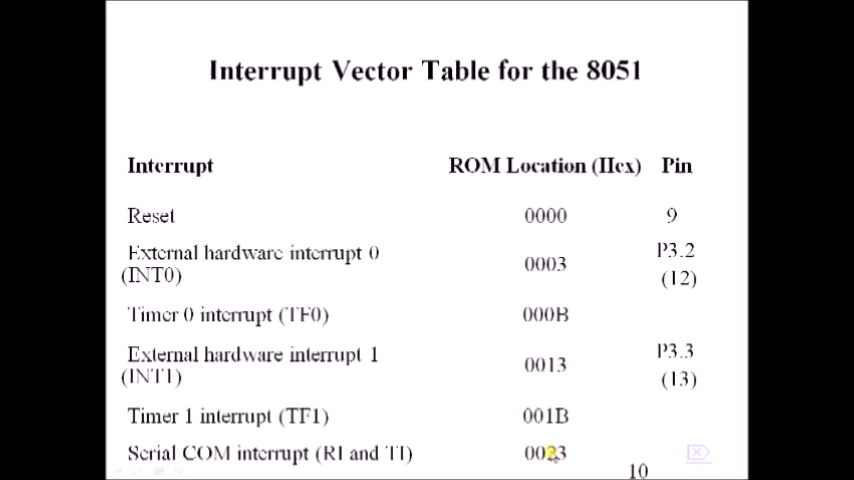 Interrupt Vector Table for the 8051
Interrupt ROM Location (Hex) Pin
Reset 0000 9
External hardware interrupt 0 P3.2
(INT0) 0003 (12)
Timer 0 interrupt (TF0) 000B
External hardware interrupt 1 P3.3
(INT1) 0013 (13)
Timer 1 interrupt (TF1) 001B
Serial COM interrupt (RI and TI) 0023
10